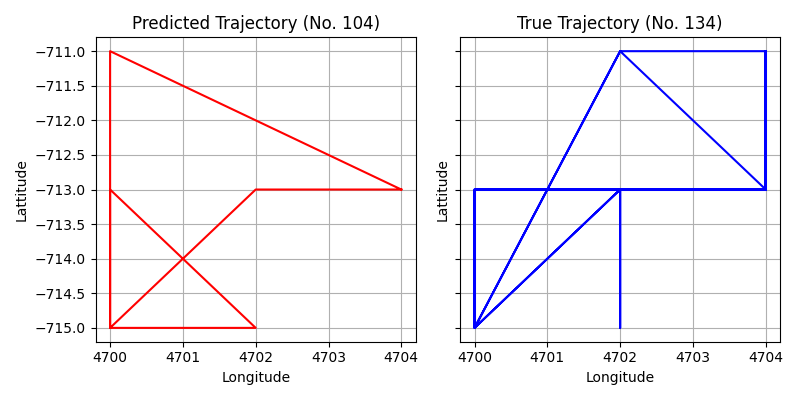 Predicted Trajectory (No. 104)
True Trajectory (No. 134)
−711.0
−711.5
−712.0
−712.5
−713.0
−713.5
−714.0
−714.5
−715.0
Lattitude
Lattitude
4700 4701 4702 4703 4704
4700 4701 4702 4703 4704
Longitude
Longitude